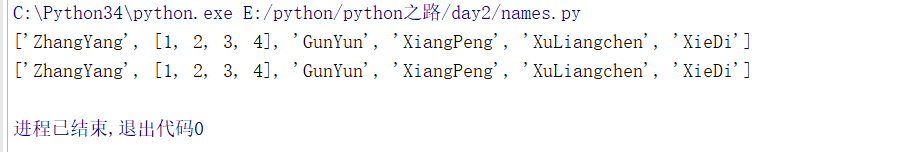 C:\Python34\python.exe E:/python/python之路/day2/names.py
['ZhangYang', [1, 2, 3, 4], 'GunYun', 'XiangPeng', 'XuLiangchen', 'XieDi']
['ZhangYang', [1, 2, 3, 4], 'GunYun', 'XiangPeng', 'XuLiangchen', 'XieDi']
进程已结束,退出代码0